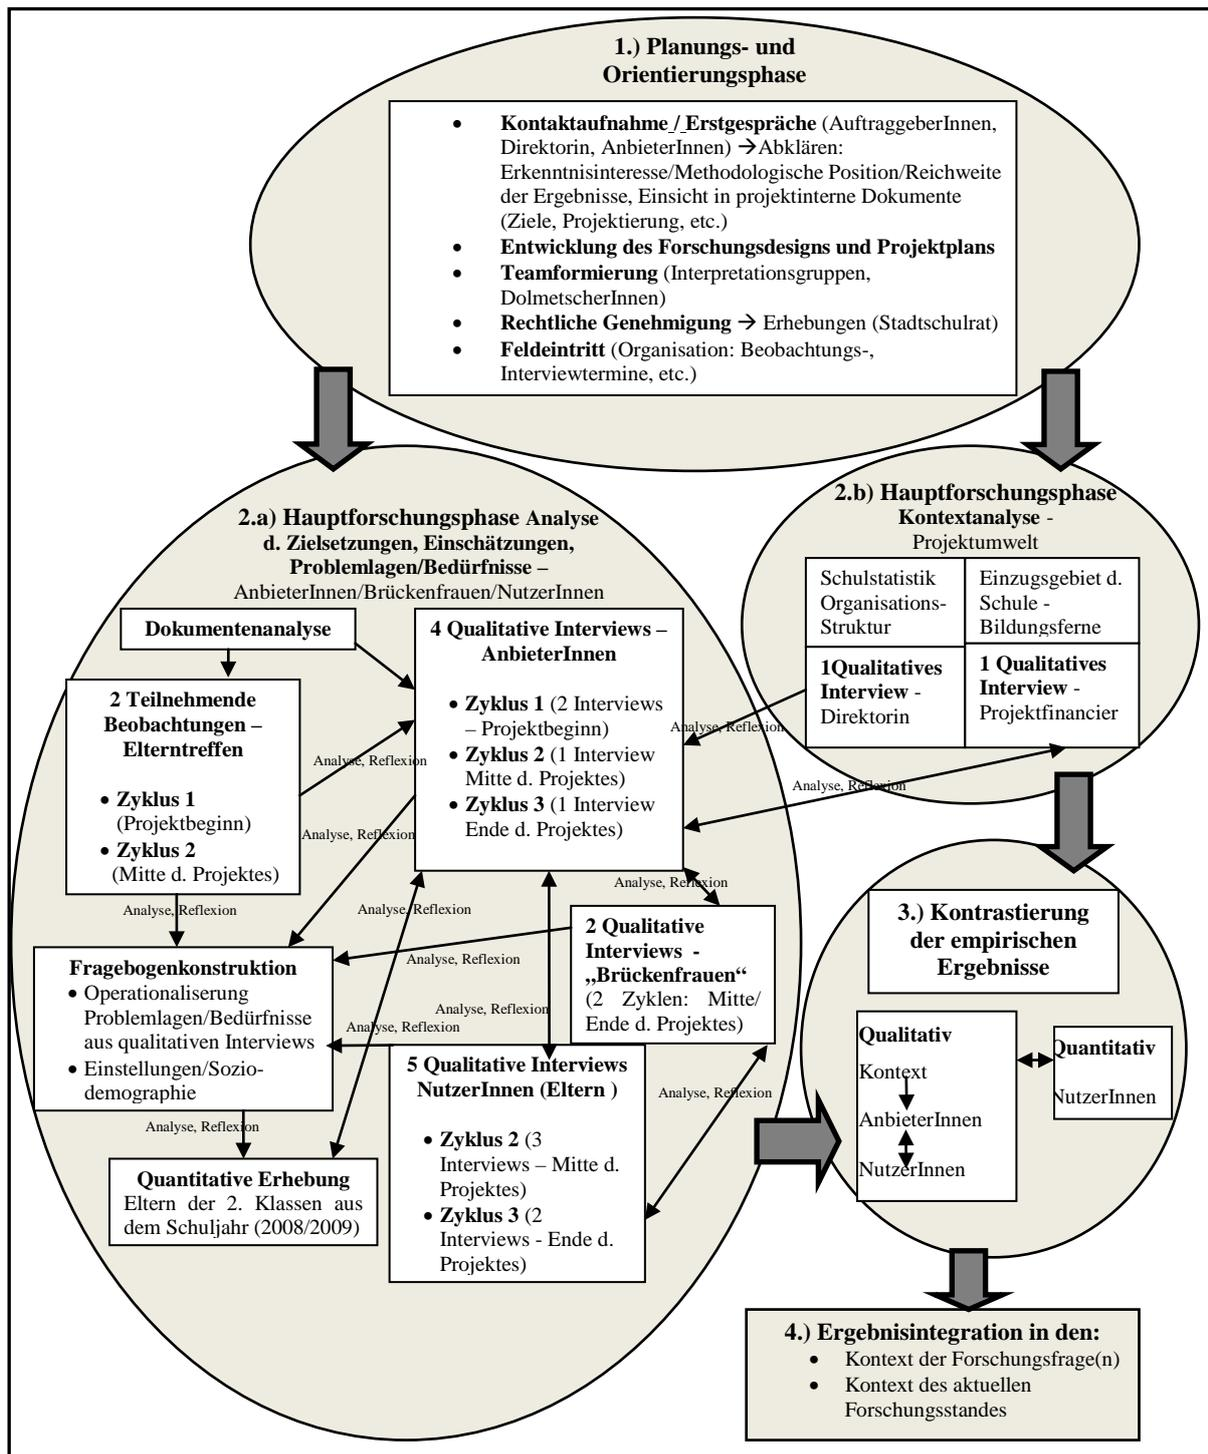 1.) Planungs- und
Orientierungsphase
• Kontaktaufnahme / Erstgespräche (AuftraggeberInnen,
Direktorin, AnbieterInnen) →Abklären:
Erkenntnisinteresse/Methodologische Position/Reichweite
der Ergebnisse, Einsicht in projektinterne Dokumente
(Ziele, Projektierung, etc.)
• Entwicklung des Forschungsdesigns und Projektplans
• Teamformierung (Interpretationsgruppen,
DolmetscherInnen)
• Rechtliche Genehmigung → Erhebungen (Stadtschulrat)
• Feldeintritt (Organisation: Beobachtungs-,
Interviewtermine, etc.)
2.a) Hauptforschungsphase Analyse
d. Zielsetzungen, Einschätzungen,
Problemlagen/Bedürfnisse –
AnbieterInnen/Brückenfrauen/NutzerInnen
Dokumentenanalyse
2 Teilnehmende
Beobachtungen –
Elterntreffen
• Zyklus 1
(Projektbeginn)
• Zyklus 2
(Mitte d. Projektes)
4 Qualitative Interviews –
AnbieterInnen
• Zyklus 1 (2 Interviews
– Projektbeginn)
• Zyklus 2 (1 Interview
Mitte d. Projektes)
• Zyklus 3 (1 Interview
Ende d. Projektes)
Analyse, Reflexion
Analyse, Reflexion
Analyse, Reflexion
Analyse, Reflexion
Analyse, Reflexion
Analyse, Reflexion
Analyse, Reflexion
Analyse, Reflexion
Analyse, Reflexion
Analyse, Reflexion
Analyse, Reflexion
Analyse, Reflexion
Fragebogenkonstruktion
• Operationaliserung
Problemlagen/Bedürfnisse
aus qualitativen Interviews
• Einstellungen/Sozio-
demographie
2 Qualitative
Interviews -
„Brückenfrauen“
(2 Zyklen: Mitte/
Ende d. Projektes)
5 Qualitative Interviews
NutzerInnen (Eltern )
• Zyklus 2 (3
Interviews – Mitte d.
Projektes)
• Zyklus 3 (2
Interviews - Ende d.
Projektes)
Quantitative Erhebung
Eltern der 2. Klassen aus
dem Schuljahr (2008/2009)
2.b) Hauptforschungsphase
Kontextanalyse -
Projektumwelt
Schulstatistik
Organisations-
Struktur
Einzugsgebiet d.
Schule -
Bildungsferne
1Qualitatives
Interview -
Direktorin
1 Qualitatives
Interview -
Projektfinancier
3.) Kontrastierung
der empirischen
Ergebnisse
Qualitativ
Kontext
AnbieterInnen
NutzerInnen
Quantitativ
NutzerInnen
4.) Ergebnisintegration in den:
• Kontext der Forschungsfrage(n)
• Kontext des aktuellen
Forschungsstandes